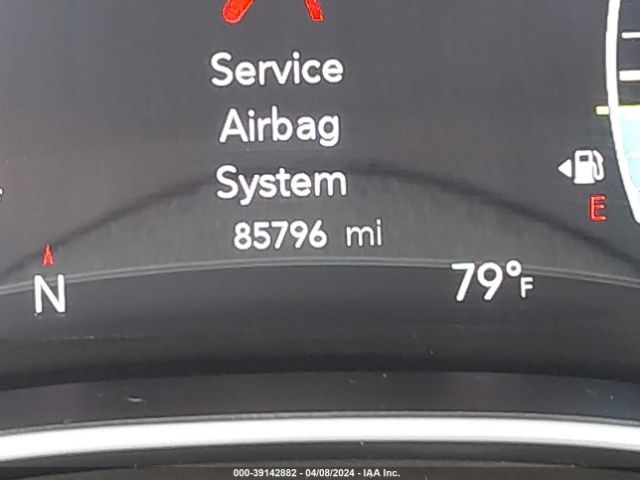 Service
Airbag
System
85796 mi
E
N
79°F
000-39142882 - 04/08/2024 - IAA Inc.